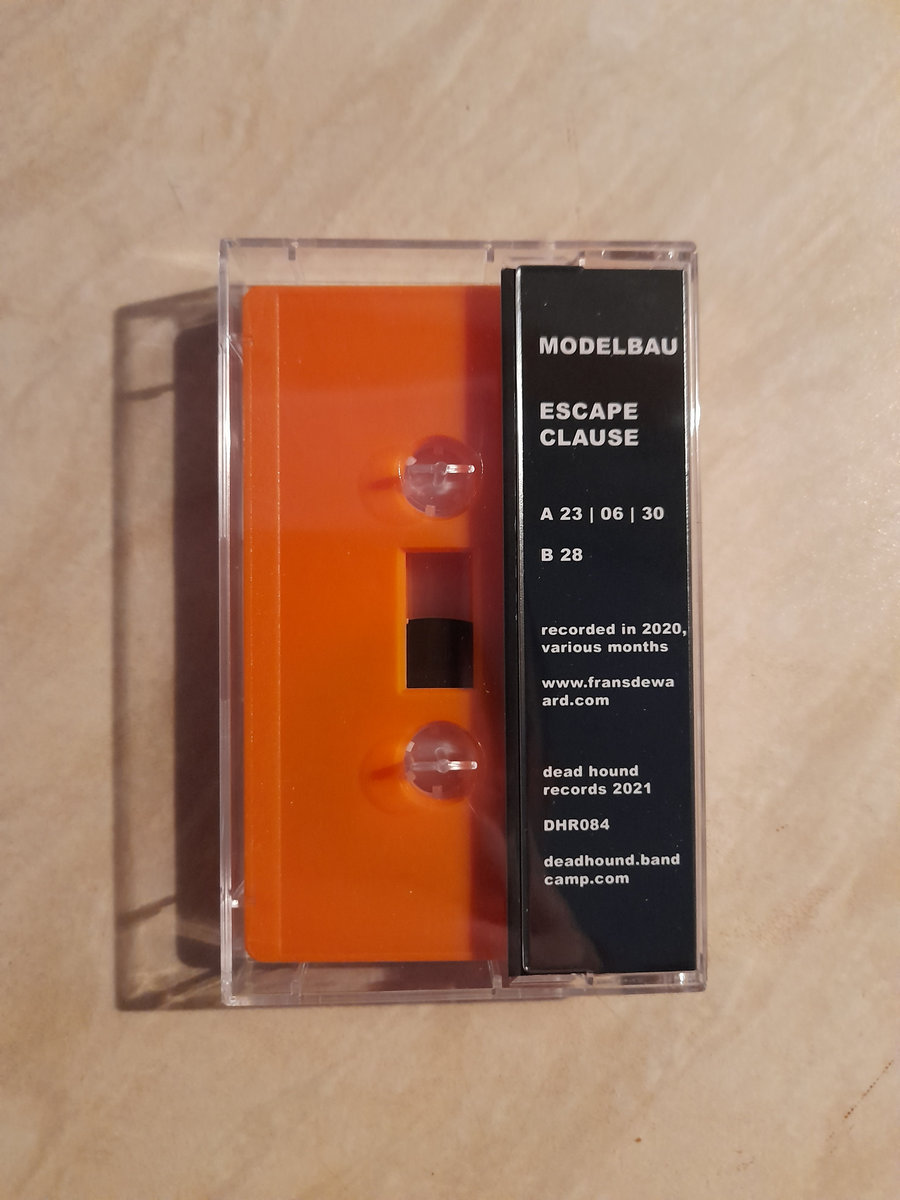 MODELBAU
ESCAPE
CLAUSE
A 23 | 06 | 30
B 28
recorded in 2020,
various months
www.fransdewa
ard.com
dead hound
records 2021
DHR084
deadhound.band
camp.com